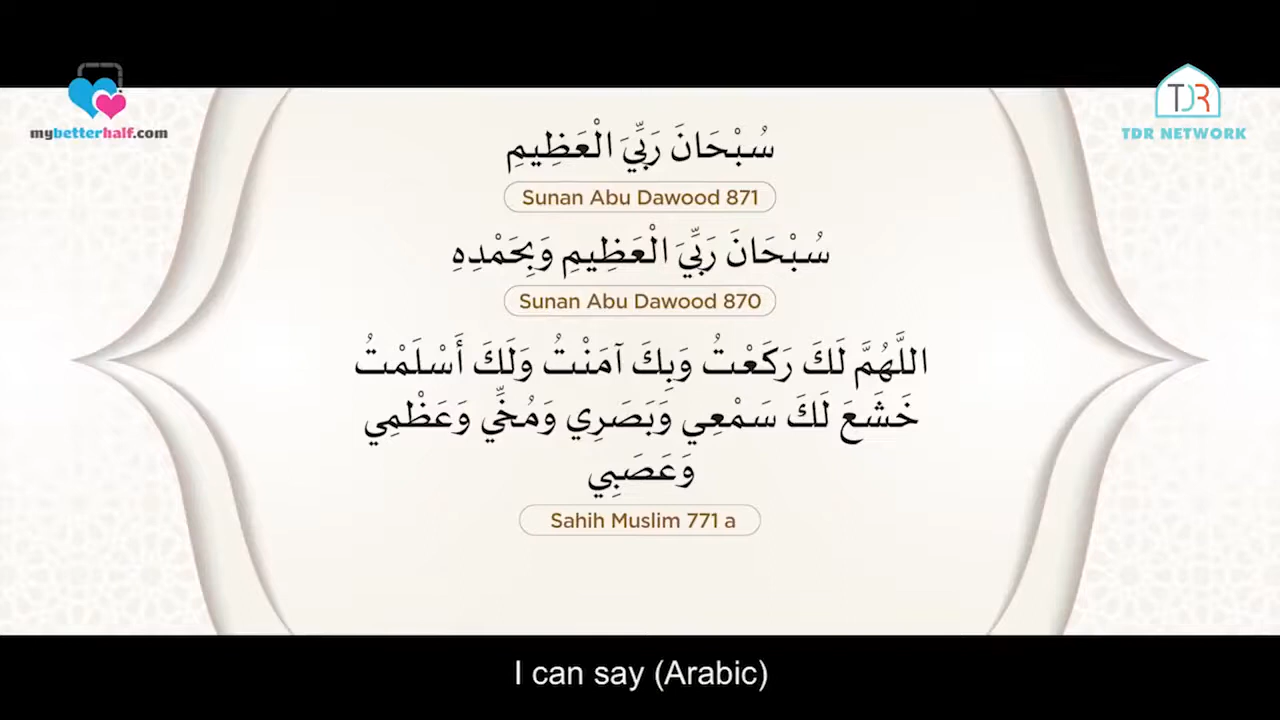 mybetterhalf.com
TDR
TDR NETWORK
سُبْحَانَ رَبِّيَ الْعَظِيمِ
Sunan Abu Dawood 871
سُبْحَانَ رَبِّيَ الْعَظِيمِ وَبِحَمْدِهِ
Sunan Abu Dawood 870
اللَّهُمَّ لَكَ رَكَعْتُ وَبِكَ آمَنْتُ وَلَكَ أَسْلَمْتُ
خَشَعَ لَكَ سَمْعِي وَبَصَرِي وَمُخِّي وَعَظْمِي
وَعَصَبِي
Sahih Muslim 771 a
I can say (Arabic)